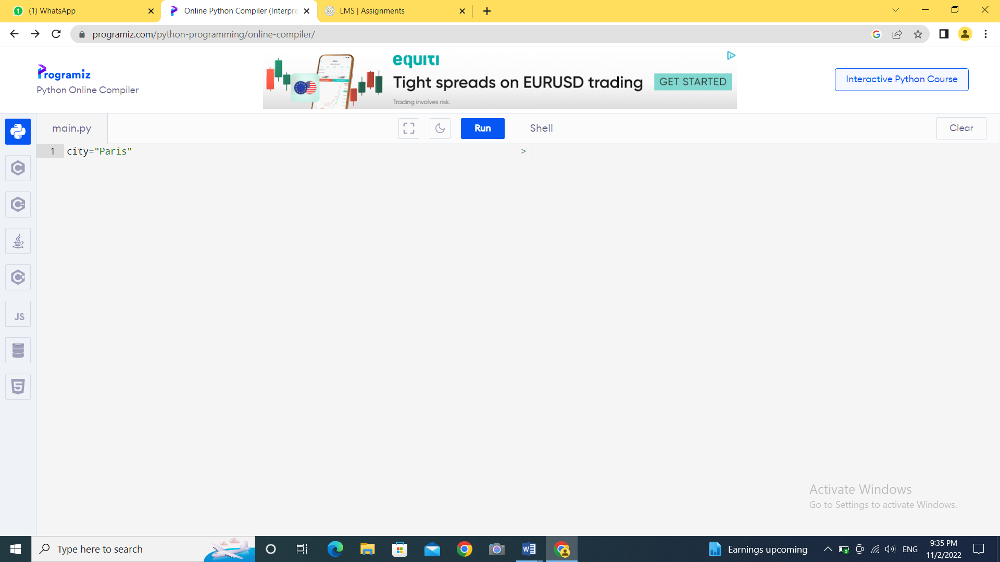 (1) WhatsApp
Online Python Compiler (Interpre
LMS | Assignments
programiz.com/python-programming/online-compiler/
Programiz
Python Online Compiler
equiti
Tight spreads on EURUSD trading
GET STARTED
Trading involves risk.
Interactive Python Course
main.py
Run
Shell
Clear
1 city="Paris"
>
JS
Activate Windows
Go to Settings to activate Windows.
Type here to search
Earnings upcoming
ENG
9:35 PM
11/2/2022